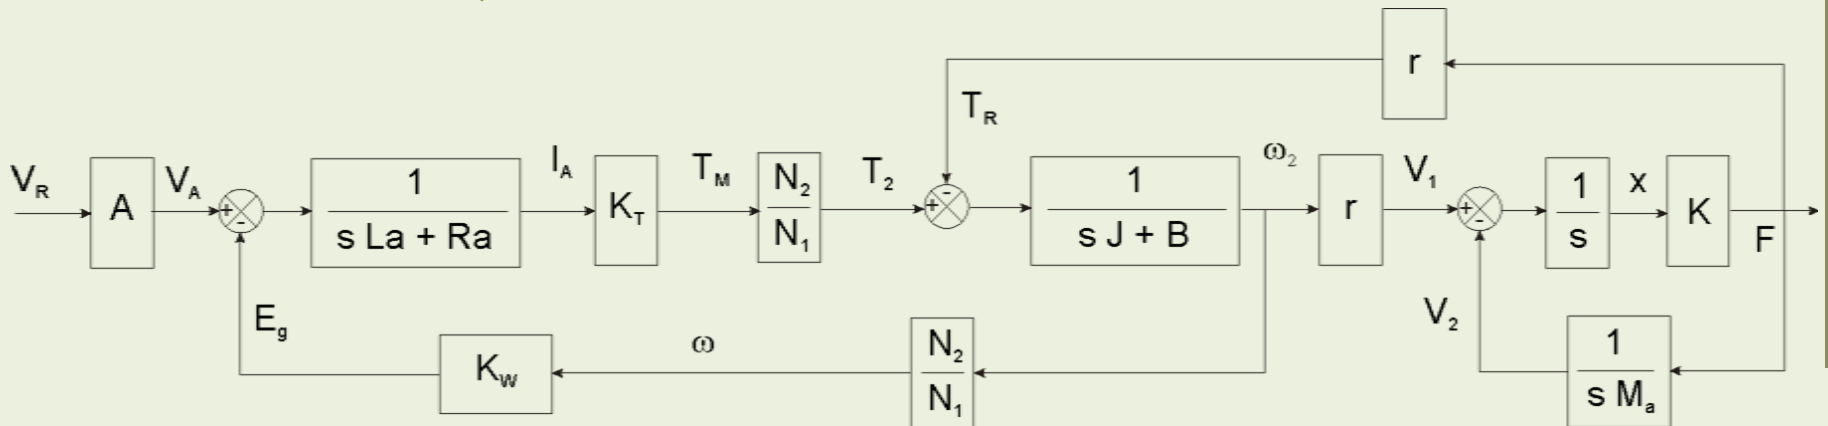 r
T_R
V_R
A
V_A
+
-
1
s La + Ra
I_A
K_T
T_M
N_2
N_1
T_2
-
+
1
s J + B
ω_2
r
V_1
+
-
1
s
x
K
F
E_g
K_W
ω
N_2
N_1
V_2
1
s M_a